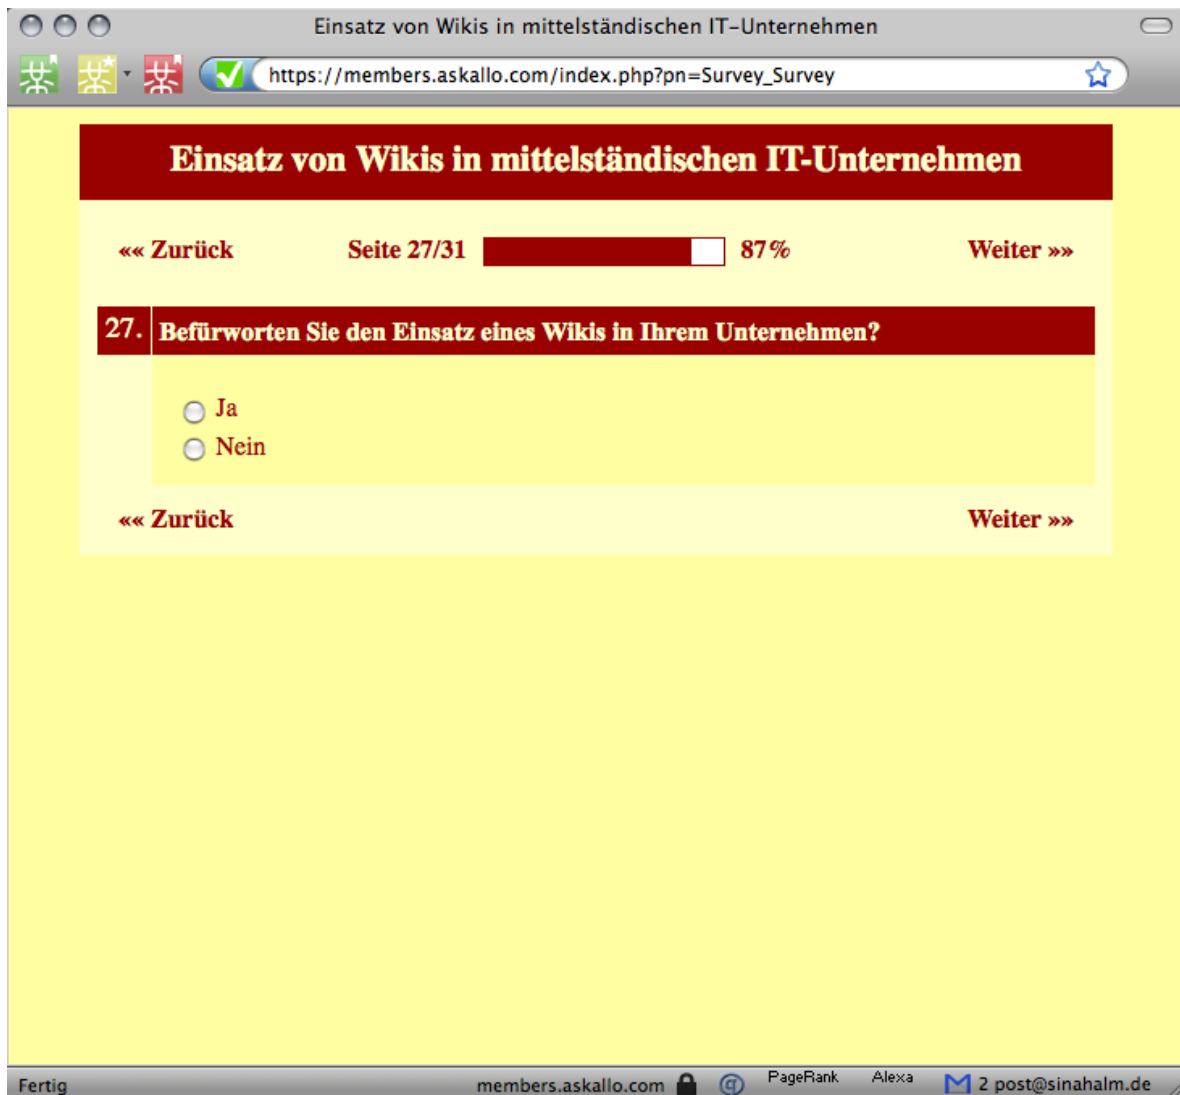 Einsatz von Wikis in mittelständischen IT-Unternehmen
https://members.askallo.com/index.php?pn=Survey_Survey
Einsatz von Wikis in mittelständischen IT-Unternehmen
«« Zurück Seite 27/31 87% Weiter »»
27. Befürworten Sie den Einsatz eines Wikis in Ihrem Unternehmen?
Ja
Nein
«« Zurück Weiter »»
Fertig members.askallo.com PageRank Alexa 2 post@sinahalm.de